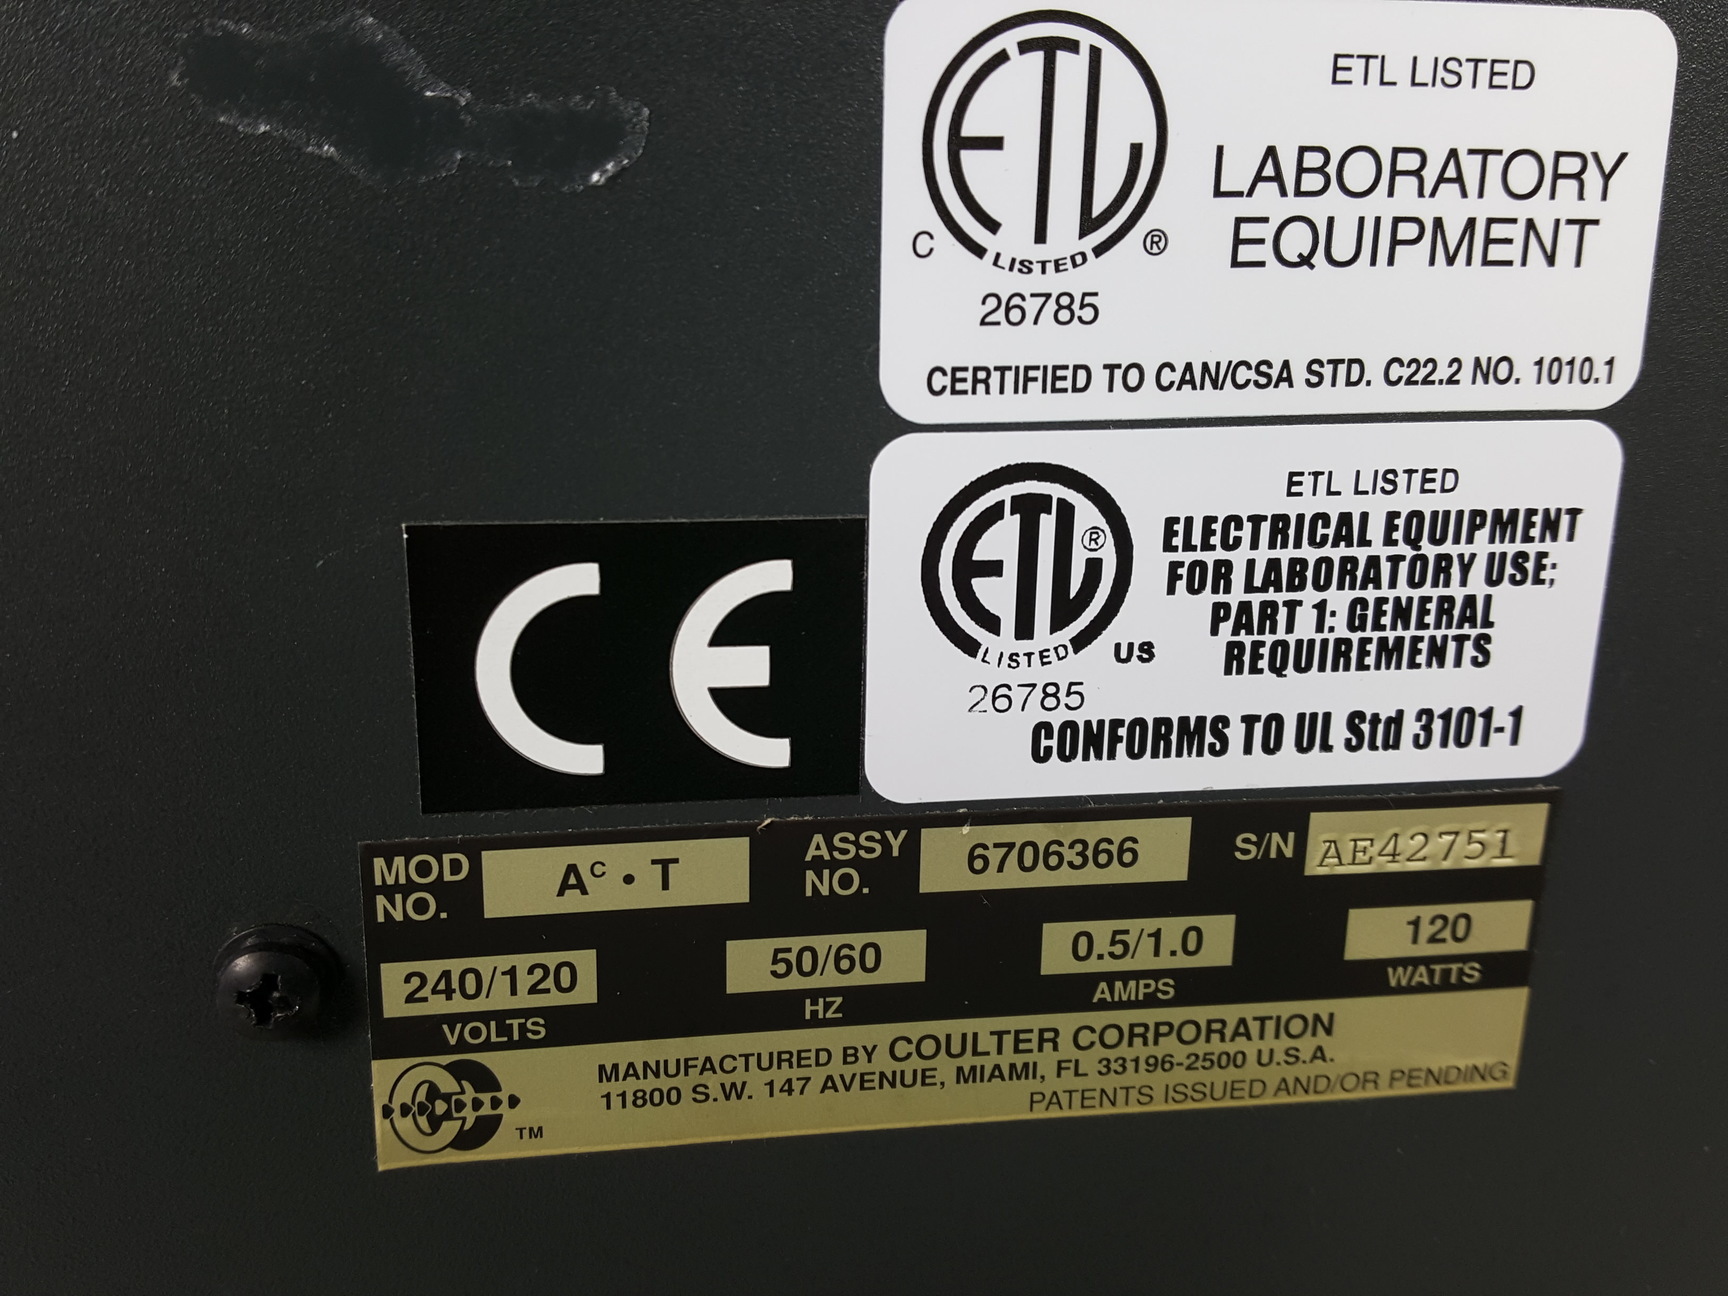 ETL
LISTED
C
®
26785
ETL LISTED
LABORATORY
EQUIPMENT
CERTIFIED TO CAN/CSA STD. C22.2 NO. 1010.1
ETL®
LISTED
US
26785
ETL LISTED
ELECTRICAL EQUIPMENT
FOR LABORATORY USE;
PART 1: GENERAL
REQUIREMENTS
CONFORMS TO UL Std 3101-1
CE
MOD NO. Aᶜ • T ASSY NO. 6706366 S/N AE42751
240/120 50/60 0.5/1.0 120
VOLTS HZ AMPS WATTS
MANUFACTURED BY COULTER CORPORATION
11800 S.W. 147 AVENUE, MIAMI, FL 33196-2500 U.S.A.
PATENTS ISSUED AND/OR PENDING
TM